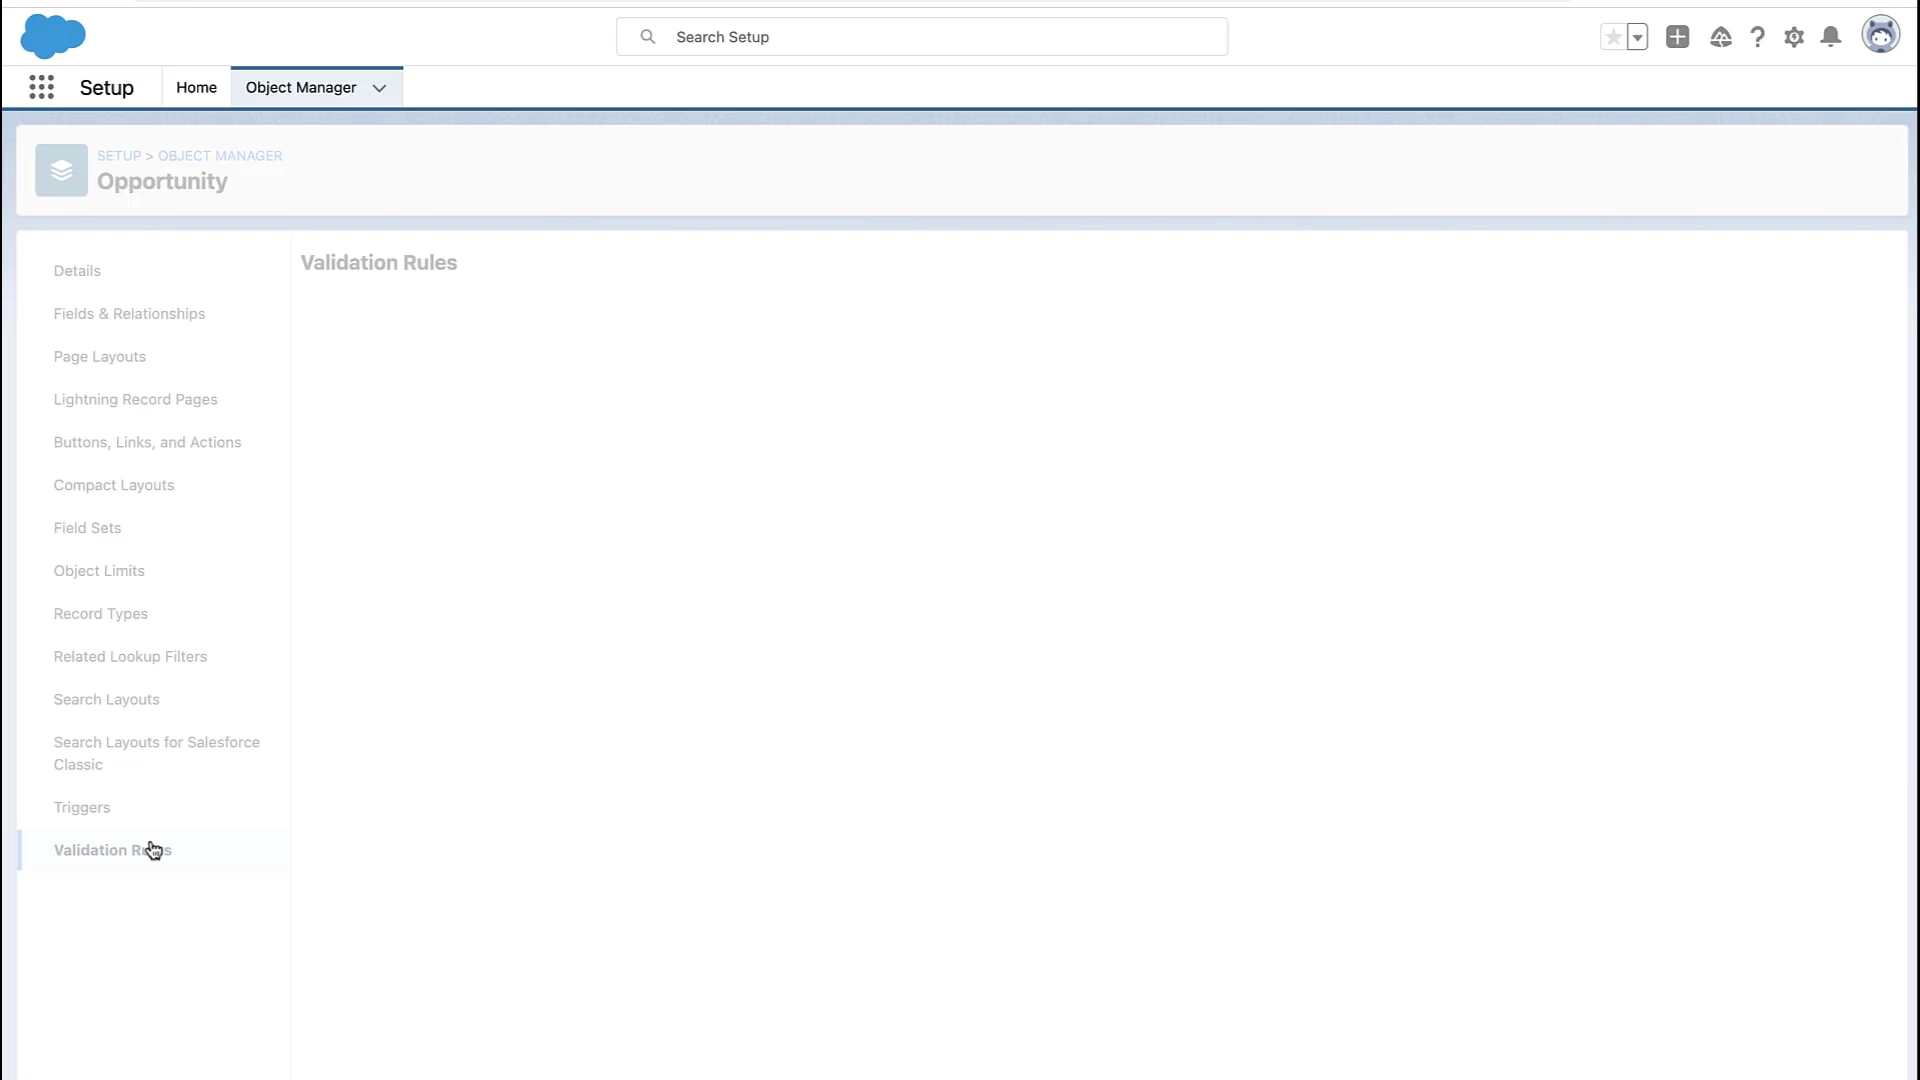 Search Setup
Setup
Home
Object Manager
SETUP > OBJECT MANAGER
Opportunity
Details
Fields & Relationships
Page Layouts
Lightning Record Pages
Buttons, Links, and Actions
Compact Layouts
Field Sets
Object Limits
Record Types
Related Lookup Filters
Search Layouts
Search Layouts for Salesforce
Classic
Triggers
Validation Rules
Validation Rules